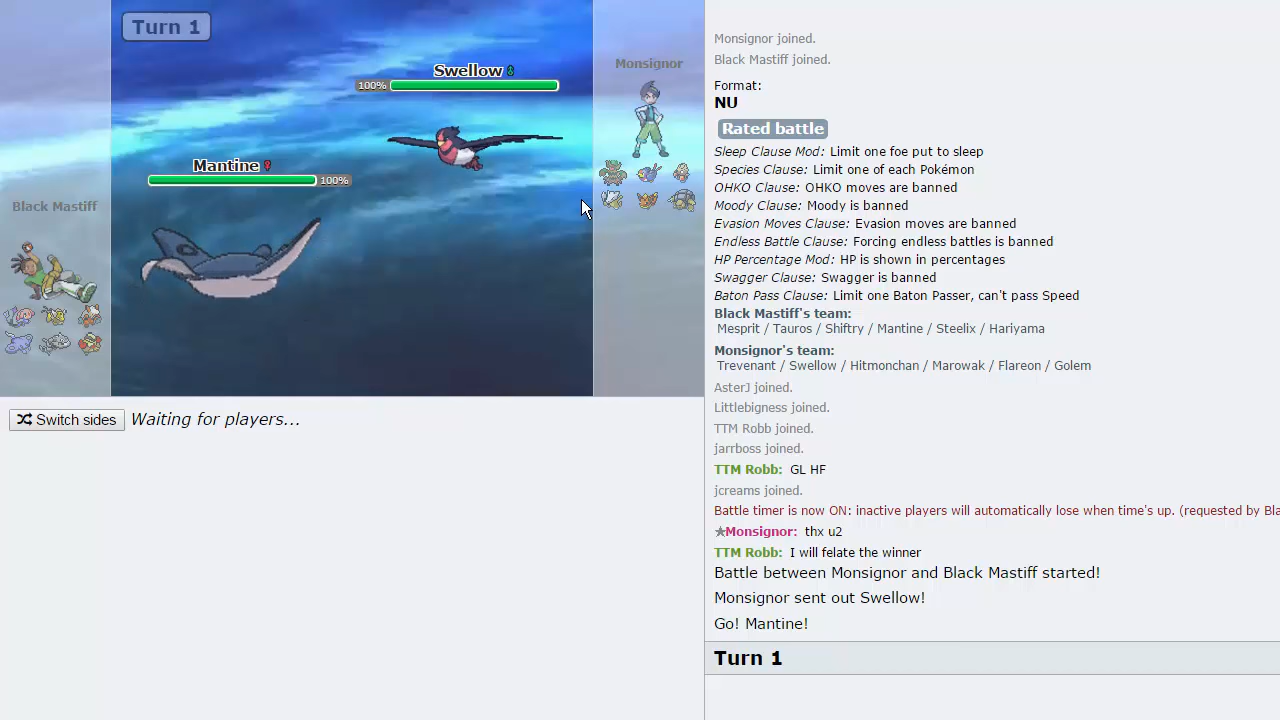 Turn 1
Swellow
100%
Mantine
100%
Black Mastiff
Monsignor
Switch sides
Waiting for players...
Monsignor joined.
Black Mastiff joined.
Format:
NU
Rated battle
Sleep Clause Mod: Limit one foe put to sleep
Species Clause: Limit one of each Pokémon
OHKO Clause: OHKO moves are banned
Moody Clause: Moody is banned
Evasion Moves Clause: Evasion moves are banned
Endless Battle Clause: Forcing endless battles is banned
HP Percentage Mod: HP is shown in percentages
Swagger Clause: Swagger is banned
Baton Pass Clause: Limit one Baton Passer, can't pass Speed
Black Mastiff's team:
Mesprit / Tauros / Shiftry / Mantine / Steelix / Hariyama
Monsignor's team:
Trevenant / Swellow / Hitmonchan / Marowak / Flareon / Golem
AsterJ joined.
Littlebigness joined.
TTM Robb joined.
jarrboss joined.
TTM Robb: GL HF
jcreams joined.
Battle timer is now ON: inactive players will automatically lose when time's up. (requested by Bla
★Monsignor: thx u2
TTM Robb: I will felate the winner
Battle between Monsignor and Black Mastiff started!
Monsignor sent out Swellow!
Go! Mantine!
Turn 1